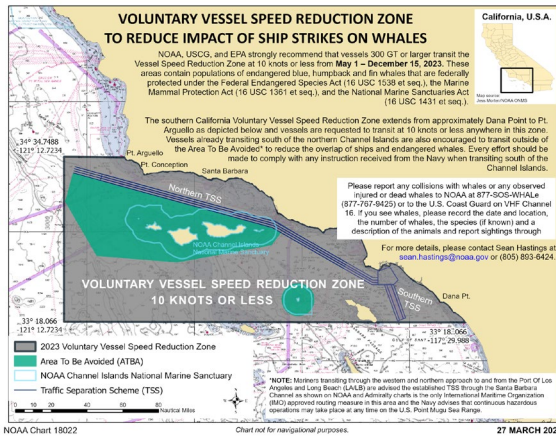 VOLUNTARY VESSEL SPEED REDUCTION ZONE
TO REDUCE IMPACT OF SHIP STRIKES ON WHALES
California, U.S.A.
NOAA, USCG, and EPA strongly recommend that vessels 300 GT or larger transit the
Vessel Speed Reduction Zone at 10 knots or less from May 1 – December 15, 2023. These
areas contain populations of endangered blue, humpback and fin whales that are federally
protected under the Federal Endangered Species Act (16 USC 1538 et seq.), the Marine
Mammal Protection Act (16 USC 1361 et seq.), and the National Marine Sanctuaries Act
(16 USC 1431 et seq.).
Map source
The southern California Voluntary Vessel Speed Reduction Zone extends from approximately Dana Point to Pt.
Arguello as depicted below and vessels are requested to transit at 10 knots or less anywhere in this zone.
Vessels already transiting south of the northern Channel Islands are also encouraged to transit outside of
the Area To Be Avoided* to reduce the overlap of ships and endangered whales. Every effort should be
made to comply with any instruction received from the Navy when transiting south of the
Channel Islands.
34° 34.7488
-121° 12.7234
Pt. Arguello
Pt. Conception
Santa Barbara
Northern TSS
Please report any collisions with whales or any observed
injured or dead whales to NOAA at 877-SOS-WHALe
(877-767-9425) or to the U.S. Coast Guard on VHF Channel
16. If you see whales, please record the date and location,
the number of whales, the species (if known) and a
description of the animals and report sightings through
NOAA Channel Islands
National Marine Sanctuary
For more details, please contact Sean Hastings at
sean.hastings@noaa.gov or (805) 893-6424.
VOLUNTARY VESSEL SPEED REDUCTION ZONE
10 KNOTS OR LESS
Southern
TSS
Dana Pt.
33° 18.066
-121° 12.7234
33° 18.066
-117° 29.988
2023 Voluntary Vessel Speed Reduction Zone
Area To Be Avoided (ATBA)
NOAA Channel Islands National Marine Sanctuary
Traffic Separation Scheme (TSS)
Nautical Miles
*NOTE: Mariners transiting through the western and northern approach to and from the Port Of Los
Angeles and Long Beach (LALB) are advised the established TSS through the Santa Barbara
Channel as shown on NOAA and Admiralty charts is the only International Maritime Organization
(IMO) approved routing measure in this area and the Navy advises that continuous hazardous
operations may take place at any time on the U.S. Point Mugu Sea Range.
NOAA Chart 18022
Chart not for navigational purposes.
27 MARCH 202